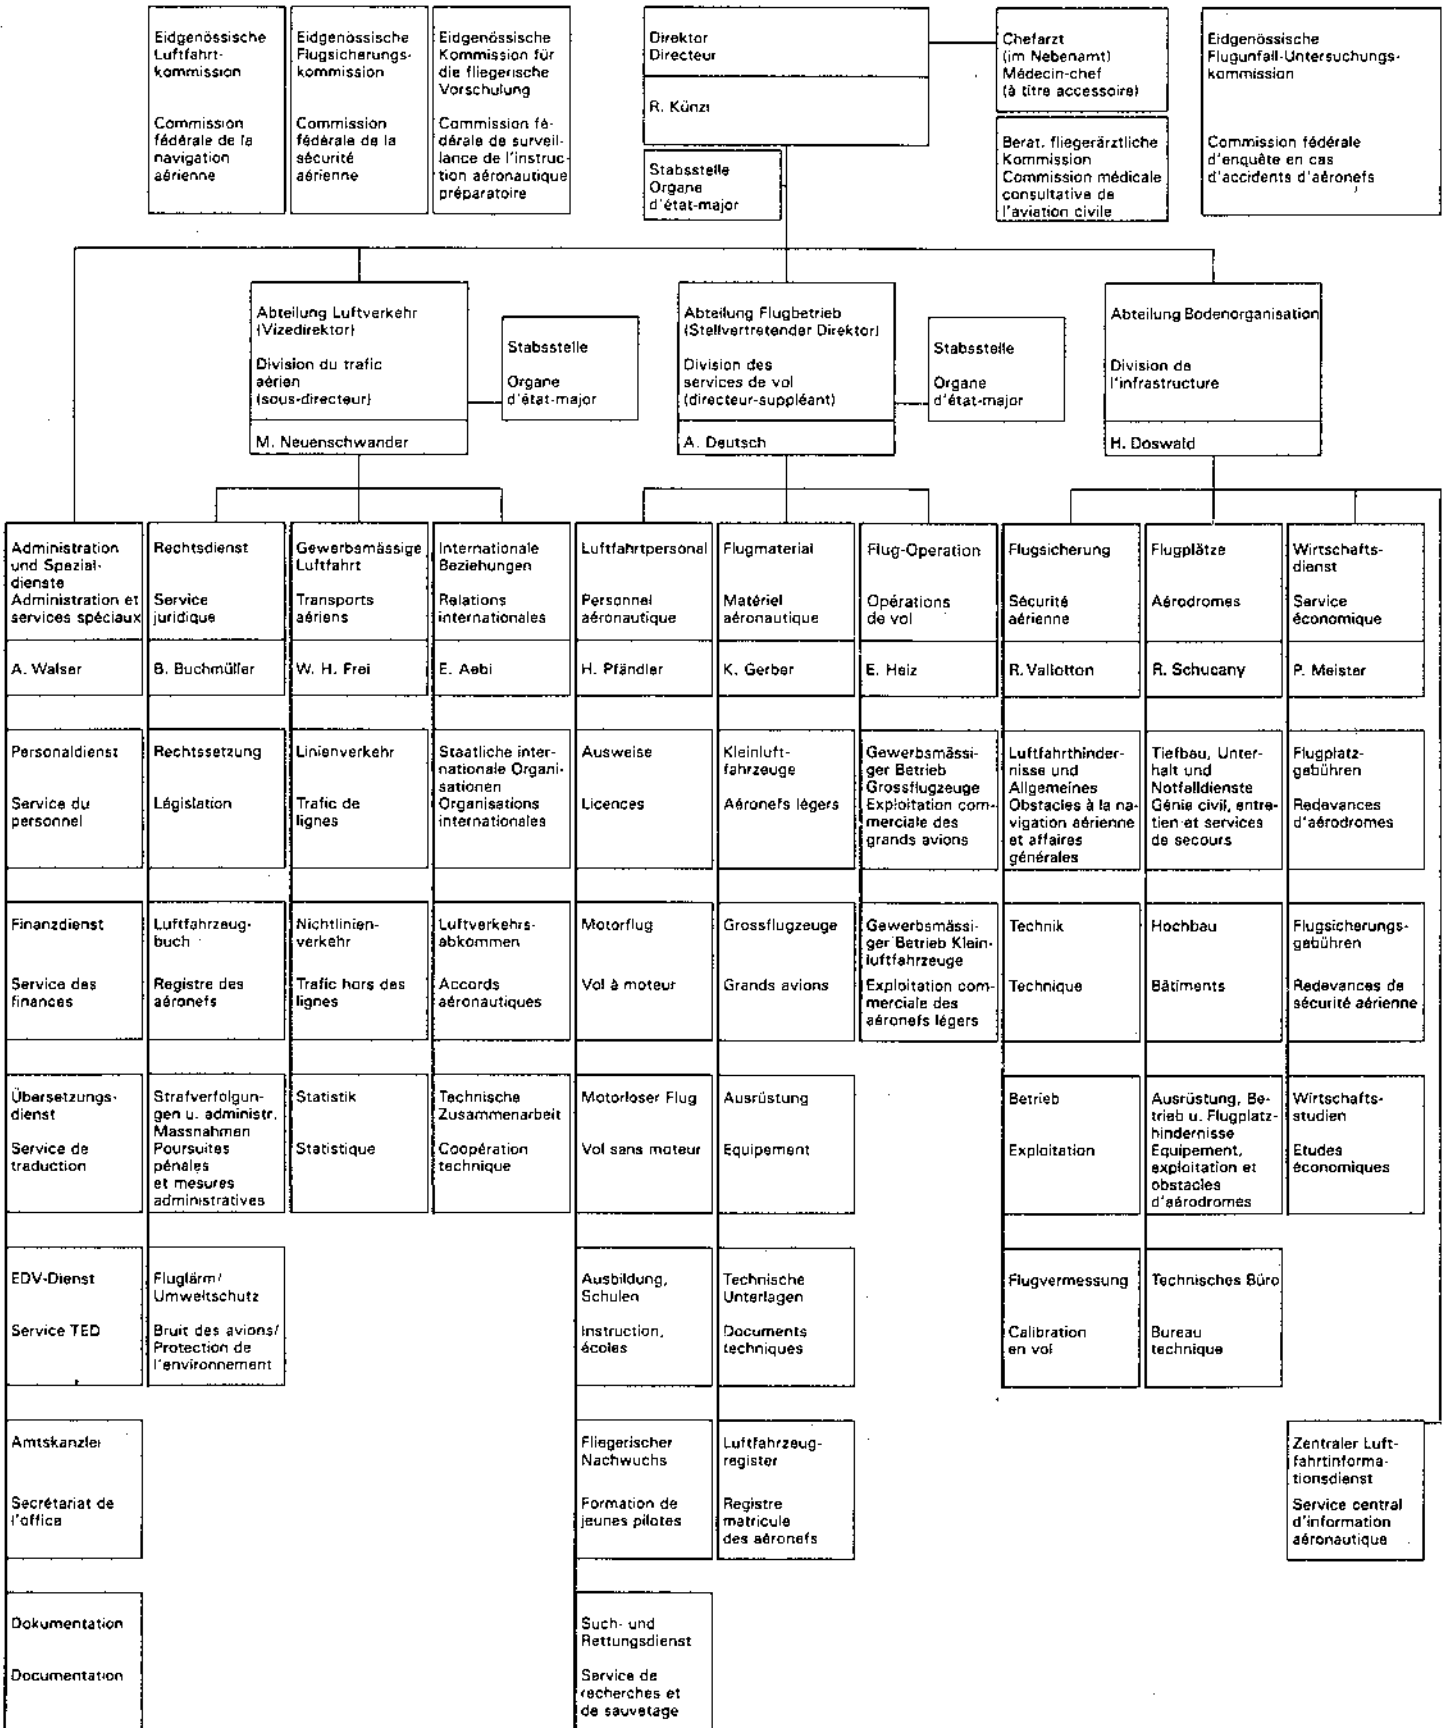 Eidgenössische
Luftfahrt-
kommission
Commission
fédérale de la
navigation
aérienne
Eidgenössische
Flugsicherungs-
kommission
Commission
fédérale de la
sécurité
aérienne
Eidgenössische
Kommission für
die fliegerische
Vorschulung
Commission fé-
dérale de surveil-
lance de l'instruc-
tion aéronautique
préparatoire
Direktor
Directeur
R. Künzi
Stabsstelle
Organe
d'état-major
Chefarzt
(im Nebenamt)
Médecin-chef
(à titre accessoire)
Berat. fliegerärztliche
Kommission
Commission médicale
consultative de
l'aviation civile
Eidgenössische
Flugunfall-Untersuchungs-
kommission
Commission fédérale
d'enquête en cas
d'accidents d'aéronefs
Abteilung Luftverkehr
(Vizedirektor)
Division du trafic
aérien
(sous-directeur)
M. Neuenschwander
Stabsstelle
Organe
d'état-major
Abteilung Flugbetrieb
(Stellvertretender Direktor)
Division des
services de vol
(directeur-suppléant)
A. Deutsch
Stabsstelle
Organe
d'état-major
Abteilung Bodenorganisation
Division de
l'infrastructure
H. Doswald
Administration
und Spezial-
dienste
Administration et
services spéciaux
A. Walser
Rechtsdienst
Service
juridique
B. Buchmüller
Gewerbsmässige
Luftfahrt
Transports
aériens
W. H. Frei
Internationale
Beziehungen
Relations
internationales
E. Aebi
Luftfahrtpersonal
Personnel
aéronautique
H. Pfändler
Flugmaterial
Matériel
aéronautique
K. Gerber
Flug-Operation
Opérations
de vol
E. Heiz
Flugsicherung
Sécurité
aérienne
R. Vallotton
Flugplätze
Aérodromes
R. Schucany
Wirtschafts-
dienst
Service
économique
P. Meister
Personaldienst
Service du
personnel
Rechtssetzung
Législation
Linienverkehr
Trafic de
lignes
Staatliche inter-
nationale Organi-
sationen
Organisations
internationales
Ausweise
Licences
Kleinluft-
fahrzeuge
Aéronefs légers
Gewerbsmässi-
ger Betrieb
Grossflugzeuge
Exploitation com-
merciale des
grands avions
Luftfahrthinder-
nisse und
Allgemeines
Obstacles à la na-
vigation aérienne
et affaires
générales
Tiefbau, Unter-
halt und
Notfalldienste
Génie civil, entre-
tien et services
de secours
Flugplatz-
gebühren
Redevances
d'aérodromes
Finanzdienst
Service des
finances
Luftfahrzeug-
buch
Registre des
aéronefs
Nichtlinien-
verkehr
Trafic hors des
lignes
Luftverkehrs-
abkommen
Accords
aéronautiques
Motorflug
Vol à moteur
Grossflugzeuge
Grands avions
Gewerbsmässi-
ger Betrieb Klein-
luftfahrzeuge
Exploitation com-
merciale des
aéronefs légers
Technik
Technique
Hochbau
Bâtiments
Flugsicherungs-
gebühren
Redevances de
sécurité aérienne
Übersetzungs-
dienst
Service de
traduction
Strafverfolgun-
gen u. administr.
Massnahmen
Poursuites
pénales
et mesures
administratives
Statistik
Statistique
Technische
Zusammenarbeit
Coopération
technique
Motorloser Flug
Vol sans moteur
Ausrüstung
Equipement
Betrieb
Exploitation
Ausrüstung, Be-
trieb u. Flugplatz-
hindernisse
Equipement,
exploitation et
obstacles
d'aérodromes
Wirtschafts-
studien
Etudes
économiques
EDV-Dienst
Service TED
Fluglärm/
Umweltschutz
Bruit des avions/
Protection de
l'environnement
Ausbildung,
Schulen
Instruction,
écoles
Technische
Unterlagen
Documents
techniques
Flugvermessung
Calibration
en vol
Technisches Büro
Bureau
technique
Amtskanzlei
Secrétariat de
l'office
Fliegerischer
Nachwuchs
Formation de
jeunes pilotes
Luftfahrzeug-
register
Registre
matricule
des aéronefs
Zentraler Luft-
fahrtinforma-
tionsdienst
Service central
d'information
aéronautique
Dokumentation
Documentation
Such- und
Rettungsdienst
Service de
recherches et
de sauvetage